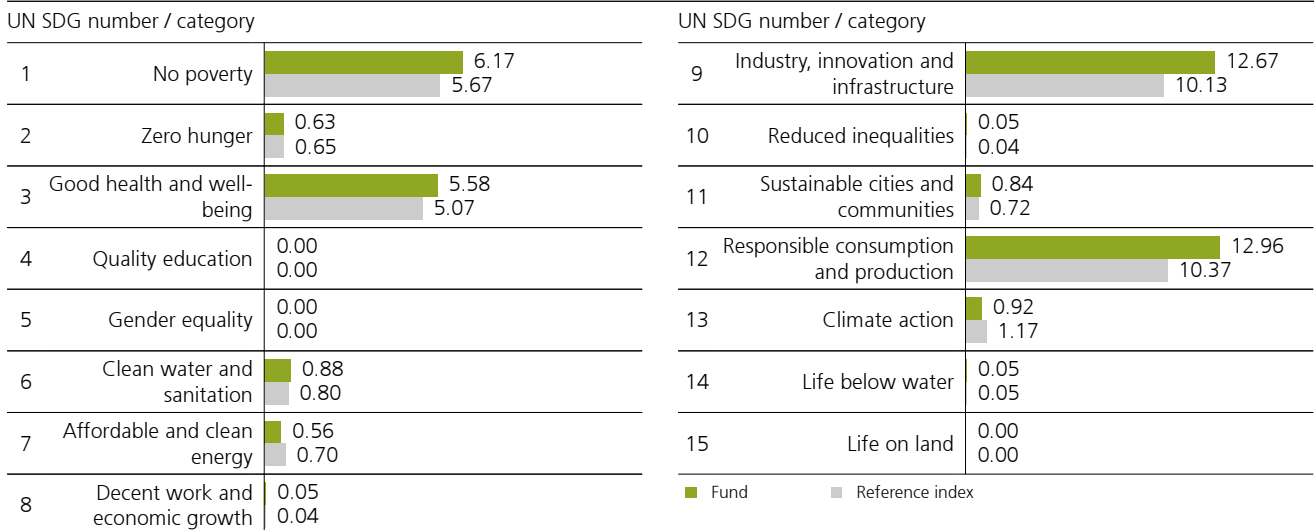 UN SDG number / category
1 No poverty 6.17
5.67
2 Zero hunger 0.63
0.65
3 Good health and well-
being 5.58
5.07
4 Quality education 0.00
0.00
5 Gender equality 0.00
0.00
6 Clean water and
sanitation 0.88
0.80
7 Affordable and clean
energy 0.56
0.70
8 Decent work and
economic growth 0.05
0.04
UN SDG number / category
9 Industry, innovation and
infrastructure 12.67
10.13
10 Reduced inequalities 0.05
0.04
11 Sustainable cities and
communities 0.84
0.72
12 Responsible consumption
and production 12.96
10.37
13 Climate action 0.92
1.17
14 Life below water 0.05
0.05
15 Life on land 0.00
0.00
Fund Reference index